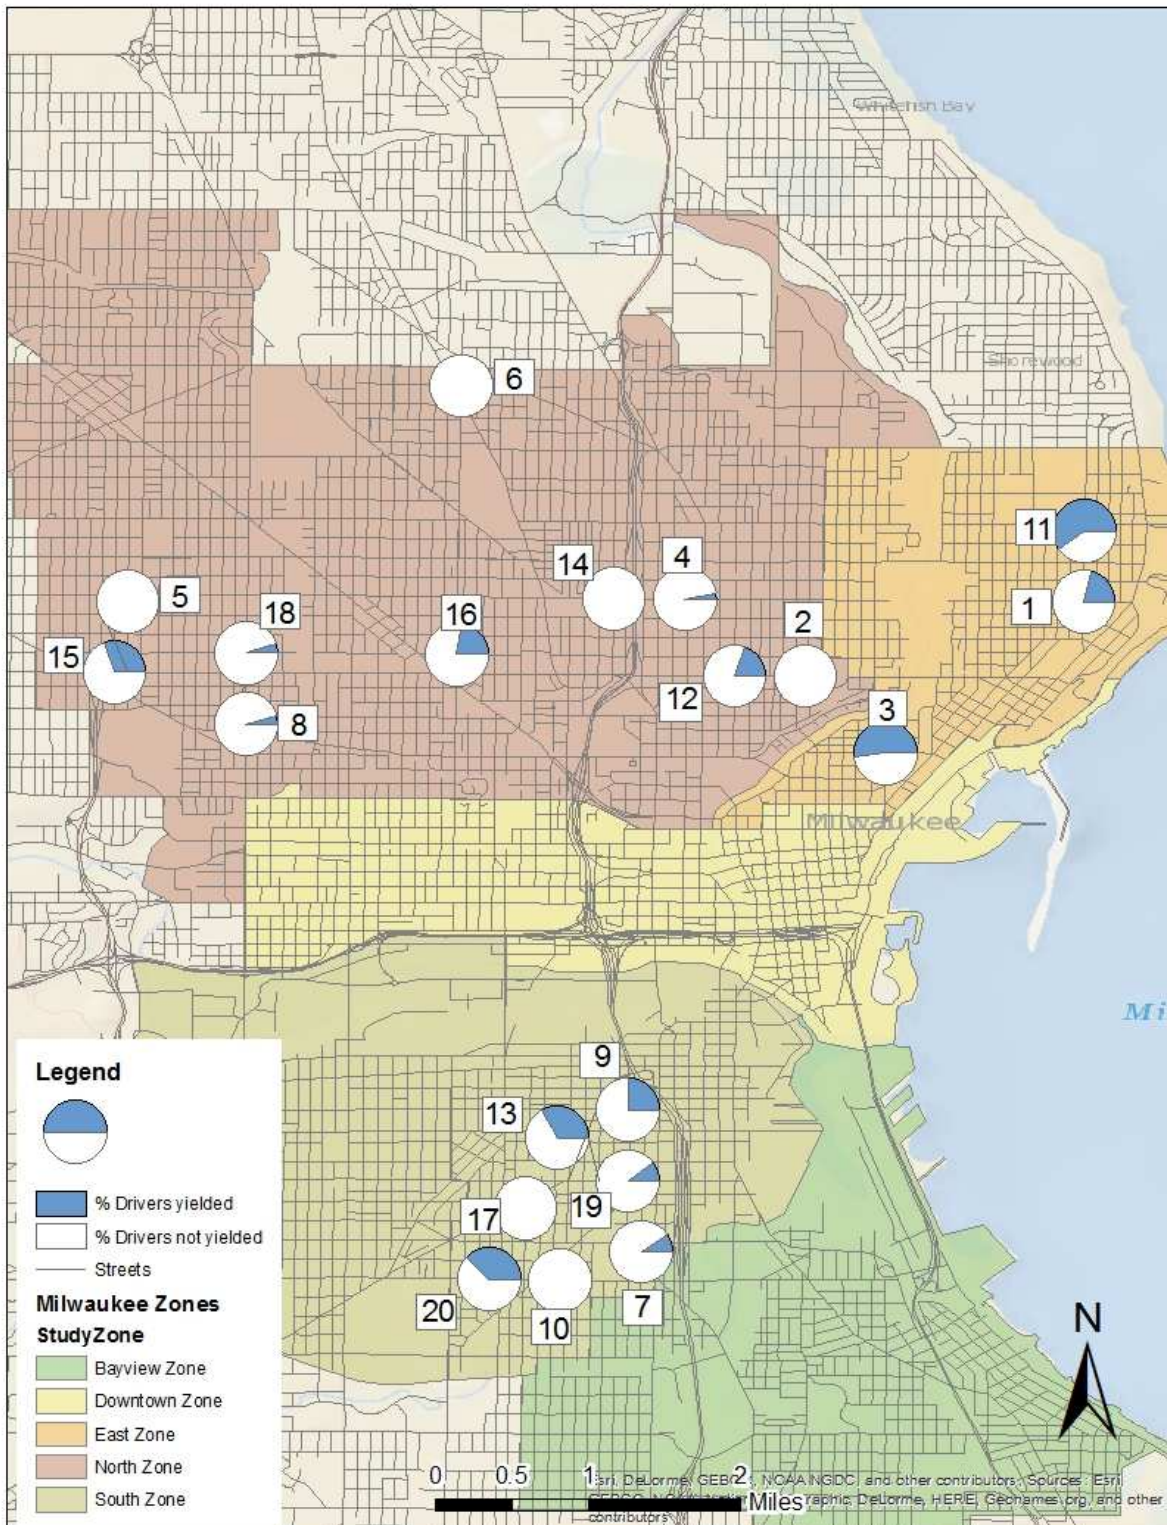 Whitefish Bay
Shorewood
6
11
14
4
5
18
16
2
1
15
12
8
3
Milwaukee
Mi
9
13
19
17
20
10
7
Legend
% Drivers yielded
% Drivers not yielded
Streets
Milwaukee Zones
StudyZone
Bayview Zone
Downtown Zone
East Zone
North Zone
South Zone
N
0 0.5 1 2
Miles
Esri, DeLorme, GEBCO, NOAA NGDC, and other contributors; Sources: Esri,
DeLorme, HERE, Geonames.org, and other
contributors